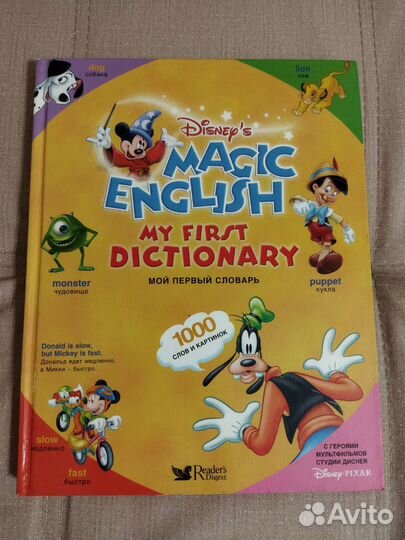 dog
собака
lion
лев
Disney's
MAGIC
ENGLISH
MY FIRST
DICTIONARY
МОЙ ПЕРВЫЙ СЛОВАРЬ
monster
чудовище
puppet
кукла
1000
СЛОВ И КАРТИНОК
Donald is slow,
but Mickey is fast.
Дональд едет медленно,
а Микки – быстро.
slow
медленно
fast
быстро
Reader's
Digest
С ГЕРОЯМИ
МУЛЬТФИЛЬМОВ
СТУДИИ ДИСНЕЯ
Disney·PIXAR
Avito